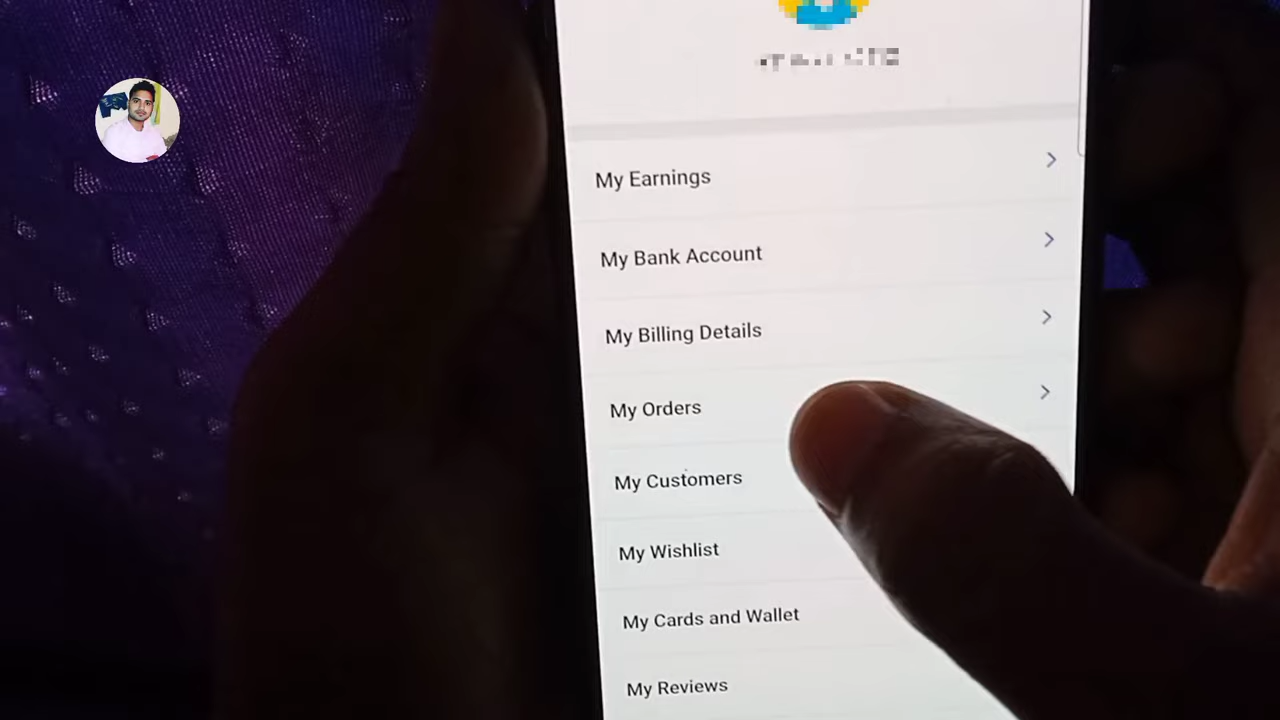 My Earnings
My Bank Account
My Billing Details
My Orders
My Customers
My Wishlist
My Cards and Wallet
My Reviews